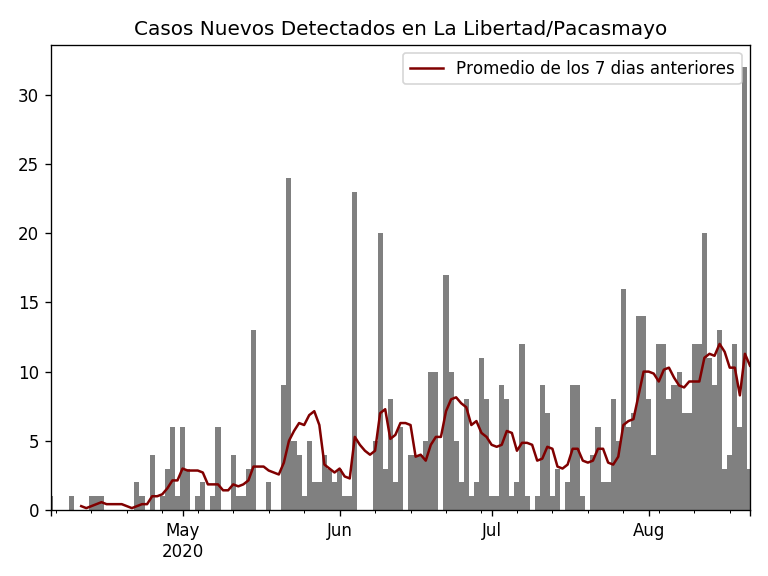 Casos Nuevos Detectados en La Libertad/Pacasmayo
Promedio de los 7 dias anteriores
30
25
20
15
10
5
0
May
2020
Jun
Jul
Aug